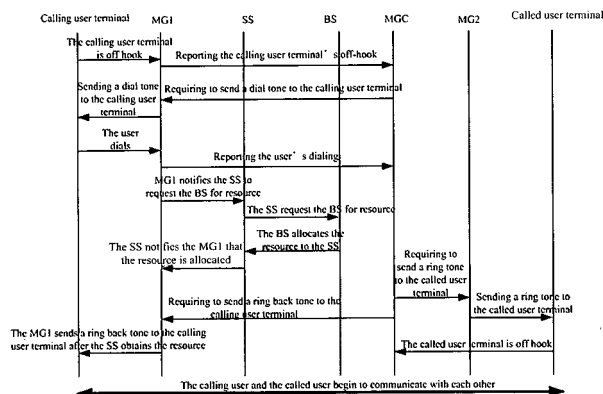 Calling user terminal
MG1
SS
BS
MGC
MG2
Called user terminal
The calling user terminal
is off hook
Reporting the calling user terminal's off-hook
Sending a dial tone
to the calling user
terminal
Requiring to send a dial tone to the calling user terminal
The user
dials
Reporting the user's dialing
MG1 notifies the SS to
request the BS for resource
The SS request the BS for resource
The BS allocates the
resource to the SS
The SS notifies the MG1 that
the resource is allocated
Requiring to
send a ring tone
to the called user
terminal
Sending a ring tone to
the called user terminal
Requiring to send a ring back tone to the
calling user terminal
The MG1 sends a ring back tone to the calling
user terminal after the SS obtains the resource
The called user terminal is off hook
The calling user and the called user begin to communicate with each other